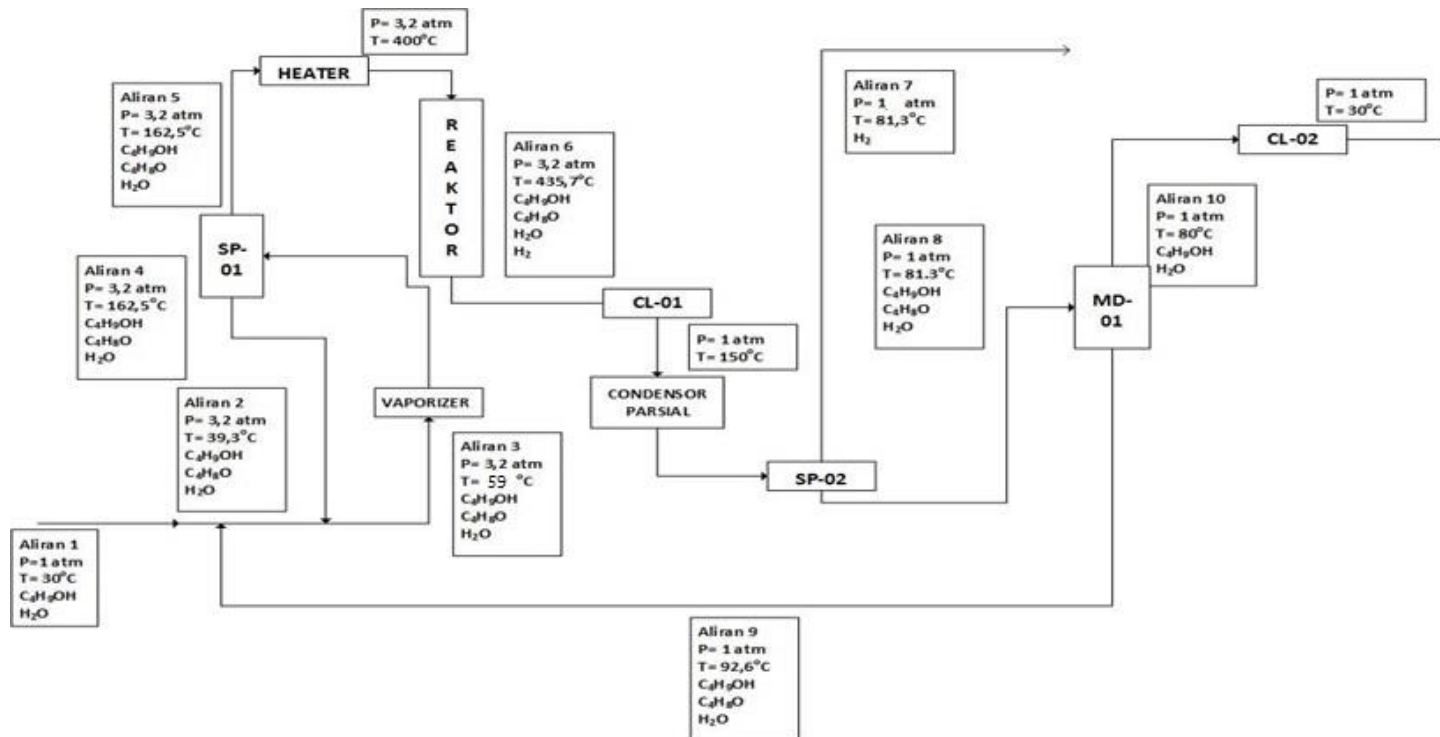 P= 3,2 atm
T= 400°C
HEATER
Aliran 5
P= 3,2 atm
T= 162,5°C
C₄H₉OH
C₄H₈O
H₂O
REAKTOR
Aliran 6
P= 3,2 atm
T= 435,7°C
C₄H₉OH
C₄H₈O
H₂O
H₂
Aliran 7
P= 1 atm
T= 81,3°C
H₂
P= 1 atm
T= 30°C
CL-02
SP-
01
Aliran 4
P= 3,2 atm
T= 162,5°C
C₄H₉OH
C₄H₈O
H₂O
CL-01
P= 1 atm
T= 150°C
Aliran 8
P= 1 atm
T= 81.3°C
C₄H₉OH
C₄H₈O
H₂O
Aliran 10
P= 1 atm
T= 80°C
C₄H₉OH
H₂O
MD-
01
Aliran 2
P= 3,2 atm
T= 39,3°C
C₄H₉OH
C₄H₈O
H₂O
VAPORIZER
CONDENSOR
PARSIAL
Aliran 3
P= 3,2 atm
T= 59 °C
C₄H₉OH
C₄H₈O
H₂O
SP-02
Aliran 1
P=1 atm
T= 30°C
C₄H₉OH
H₂O
Aliran 9
P= 1 atm
T= 92,6°C
C₄H₉OH
C₄H₈O
H₂O